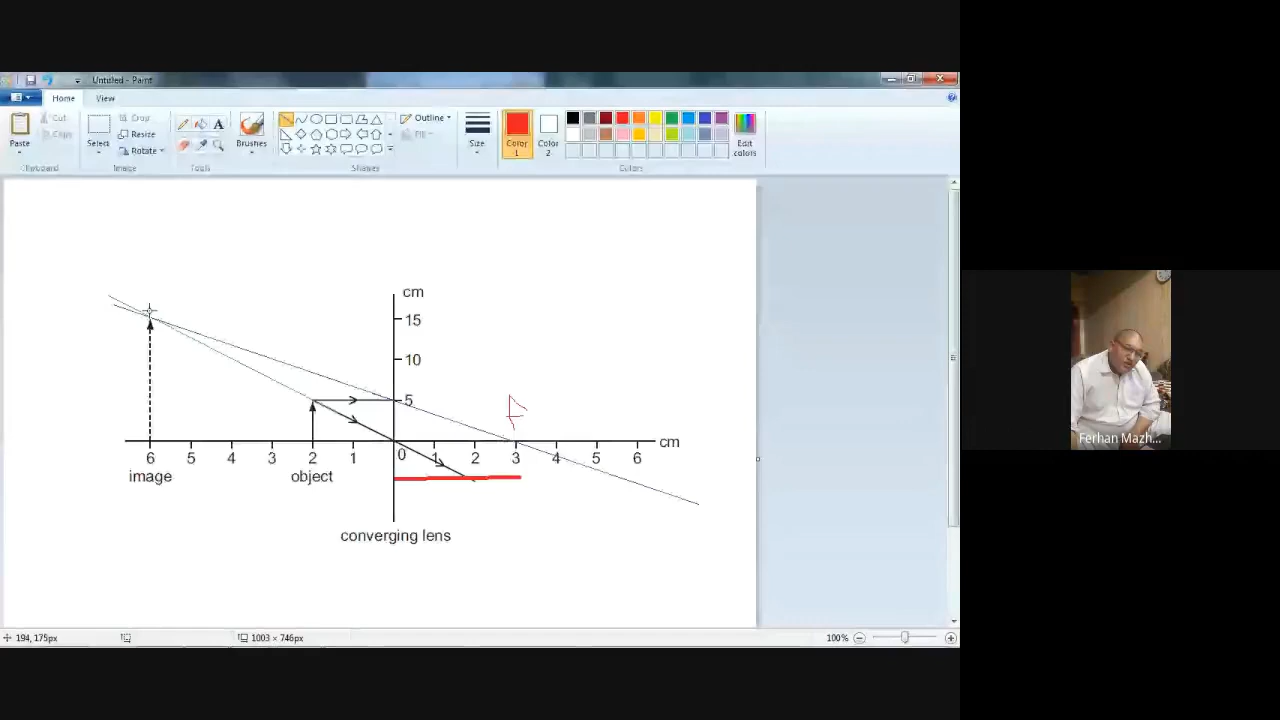 Untitled - Paint
Home View
Paste
Cut
Copy
Clipboard
Select
Crop
Resize
Rotate
Image
A
Tools
Brushes
Outline
Fill
Shapes
Size
Color 1
Color 2
Edit colors
Colors
cm
15
10
5
cm
6 5 4 3 2 1 0 1 2 3 4 5 6
image
object
converging lens
Ferhan Mazh...
194, 175px
1003 × 746px
100%